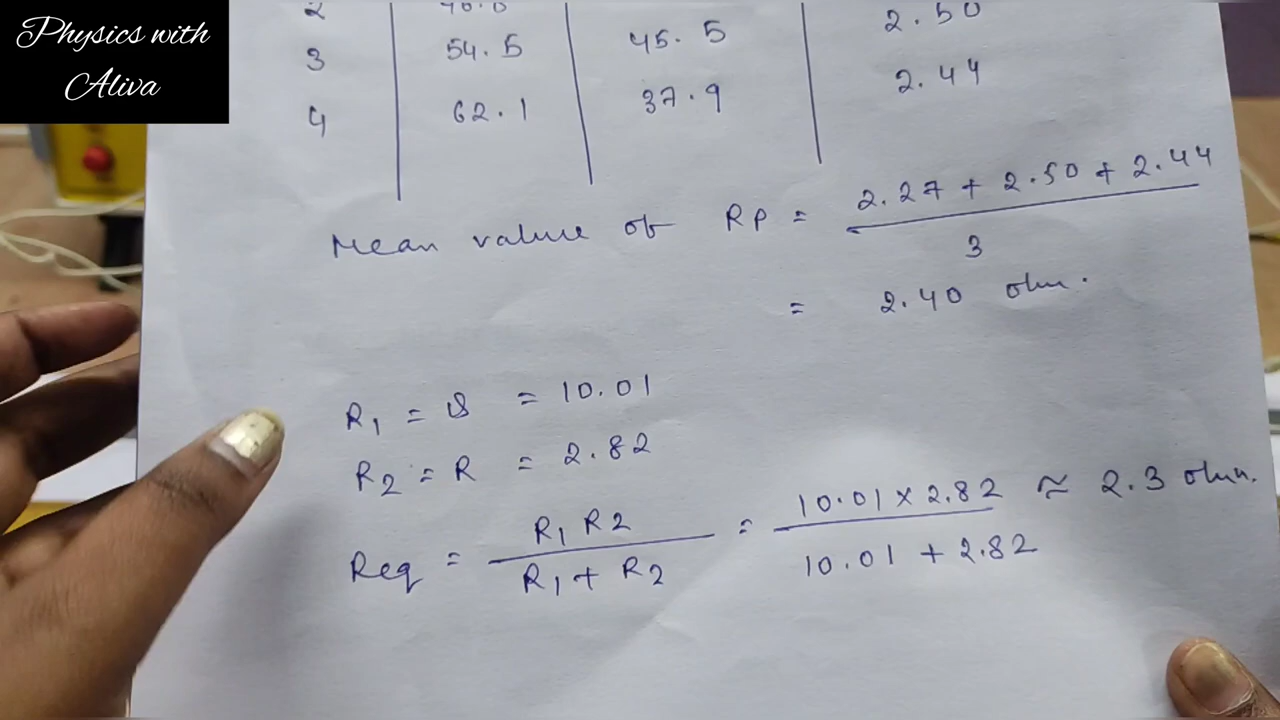 Physics with
Aliva
2 2.50
3 54.5 45.5
4 62.1 37.9 2.44
Mean value of RP = 2.27 + 2.50 + 2.44
3
= 2.40 ohm.
R1 = = 10.01
R2 = R = 2.82
Req = R1 R2 = 10.01 x 2.82 ≈ 2.3 ohm.
R1 + R2 10.01 + 2.82